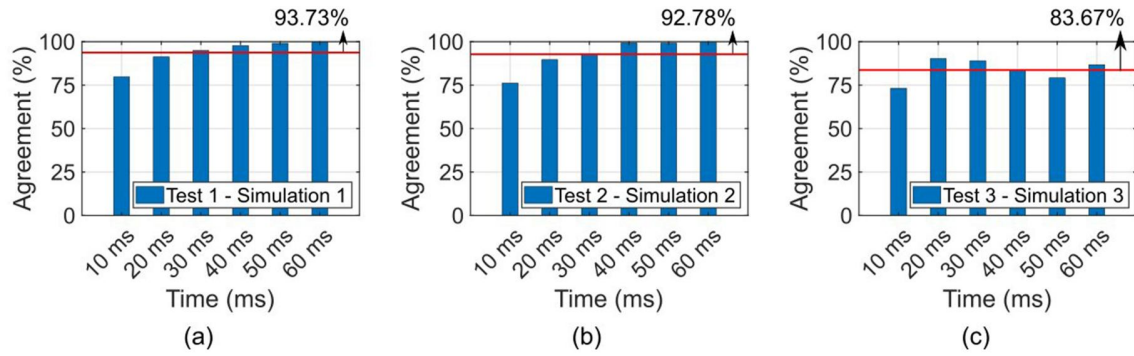 93.73%
Agreement (%)
100
75
50
25
0
Test 1 - Simulation 1
10 ms
20 ms
30 ms
40 ms
50 ms
60 ms
Time (ms)
(a)
92.78%
Agreement (%)
100
75
50
25
0
Test 2 - Simulation 2
10 ms
20 ms
30 ms
40 ms
50 ms
60 ms
Time (ms)
(b)
83.67%
Agreement (%)
100
75
50
25
0
Test 3 - Simulation 3
10 ms
20 ms
30 ms
40 ms
50 ms
60 ms
Time (ms)
(c)